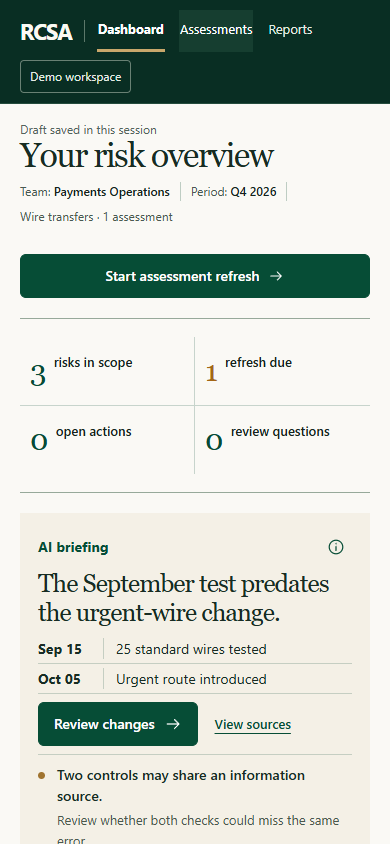 RCSA Dashboard Assessments Reports
Demo workspace
Draft saved in this session
Your risk overview
Team: Payments Operations Period: Q4 2026
Wire transfers · 1 assessment
Start assessment refresh →
3 risks in scope
1 refresh due
0 open actions
0 review questions
AI briefing
The September test predates
the urgent-wire change.
Sep 15 25 standard wires tested
Oct 05 Urgent route introduced
Review changes → View sources
Two controls may share an information
source.
Review whether both checks could miss the same
error.